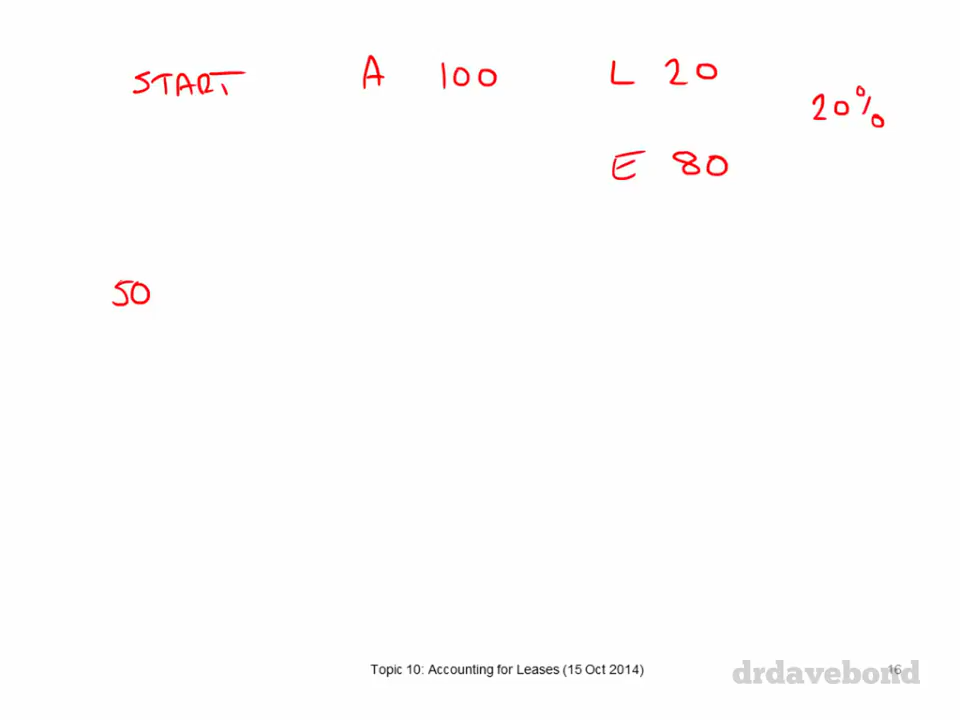 START A 100 L 20
20%
E 80
50
Topic 10: Accounting for Leases (15 Oct 2014)
16
drdavebond